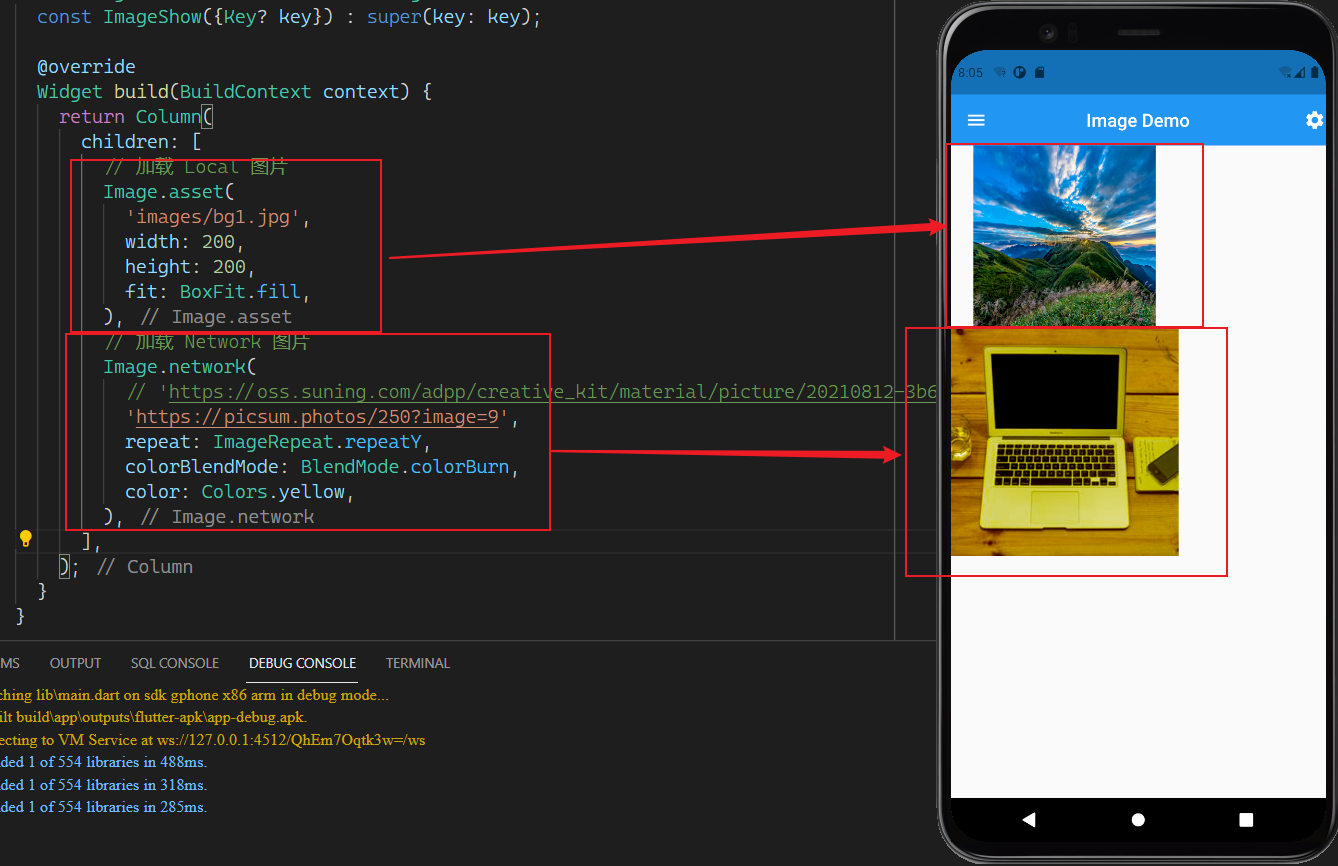 const ImageShow({Key? key}) : super(key: key);
@override
Widget build(BuildContext context) {
return Column(
children: [
// 加载 Local 图片
Image.asset(
'images/bg1.jpg',
width: 200,
height: 200,
fit: BoxFit.fill,
), // Image.asset
// 加载 Network 图片
Image.network(
// 'https://oss.suning.com/adpp/creative_kit/material/picture/20210812-3b6
'https://picsum.photos/250?image=9',
repeat: ImageRepeat.repeatY,
colorBlendMode: BlendMode.colorBurn,
color: Colors.yellow,
), // Image.network
],
); // Column
}
}
MS OUTPUT SQL CONSOLE DEBUG CONSOLE TERMINAL
ching lib\main.dart on sdk gphone x86 arm in debug mode...
ilt build\app\outputs\flutter-apk\app-debug.apk.
ecting to VM Service at ws://127.0.0.1:4512/QhEm7Oqtk3w=/ws
ded 1 of 554 libraries in 488ms.
ded 1 of 554 libraries in 318ms.
ded 1 of 554 libraries in 285ms.
8:05
Image Demo